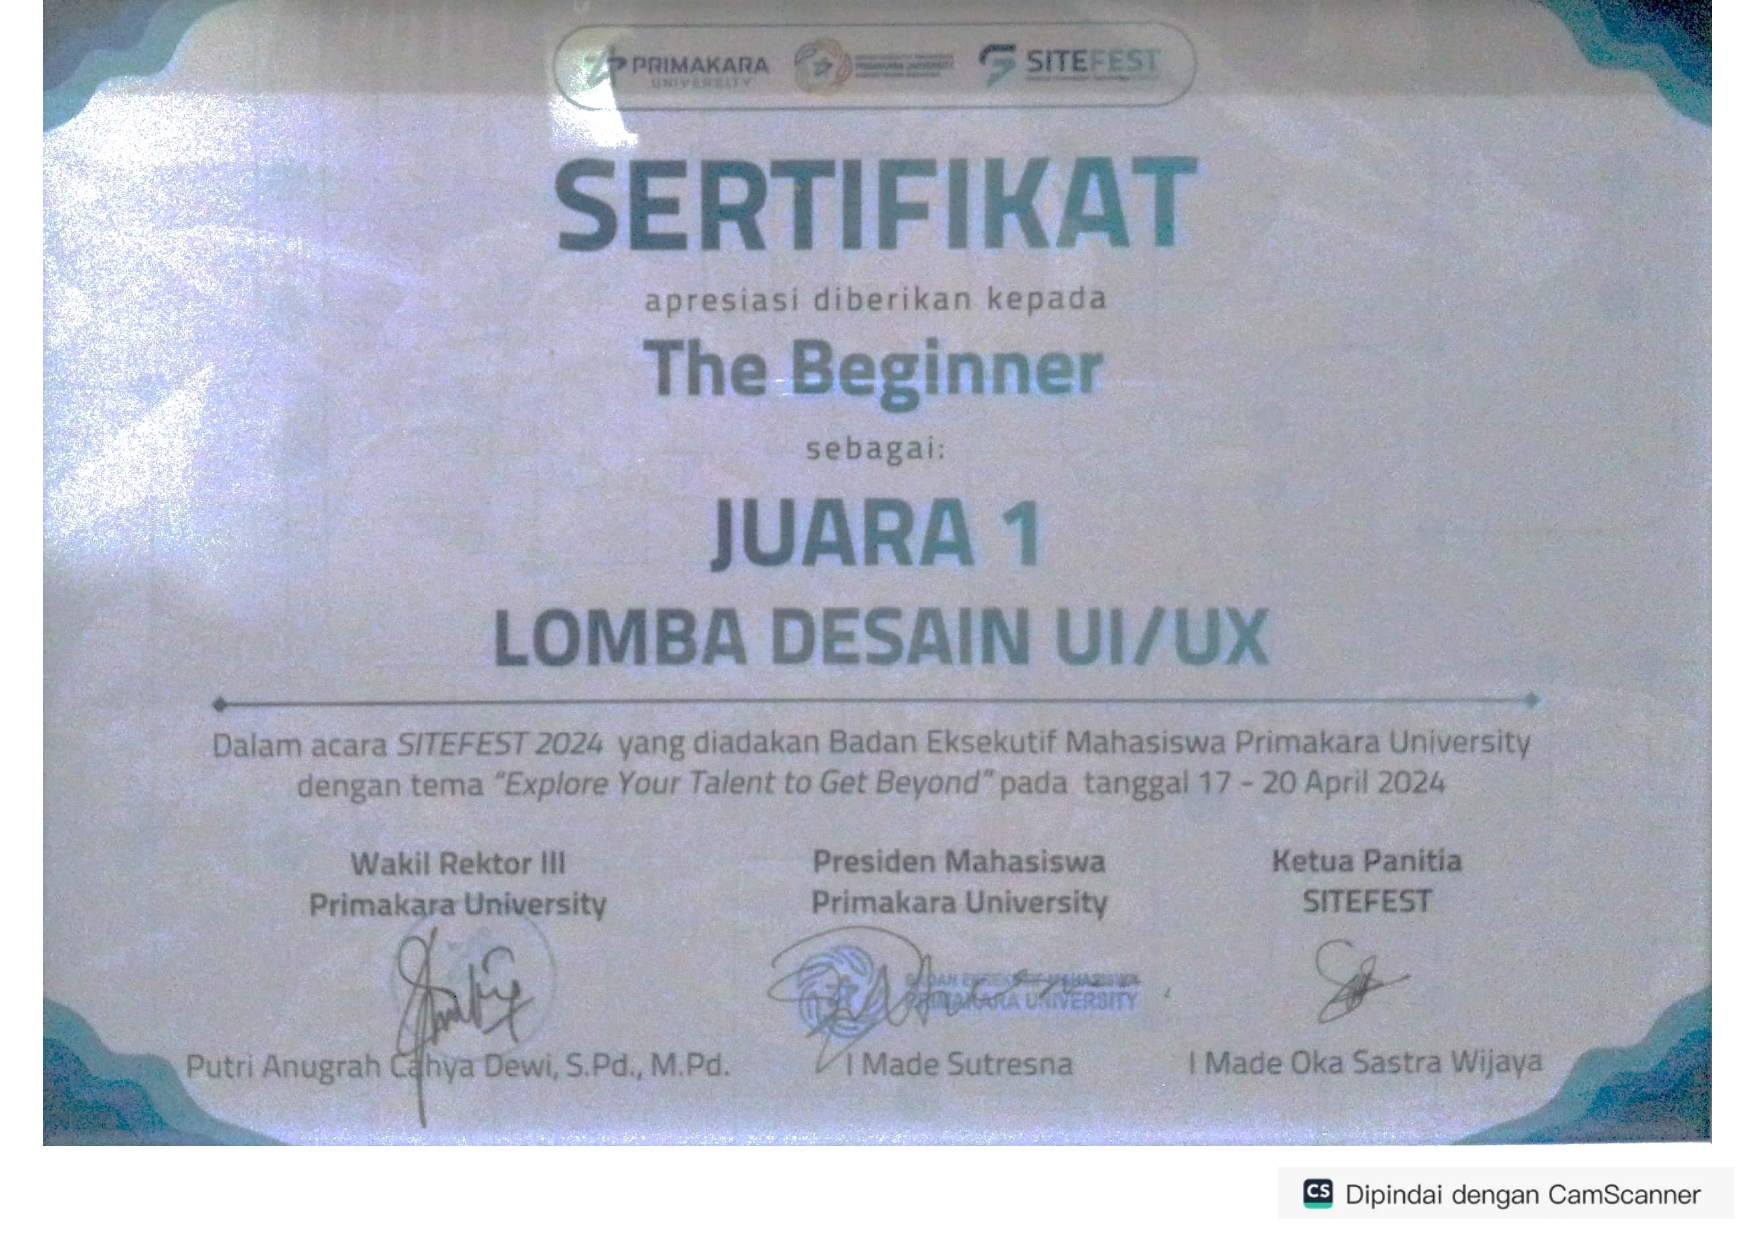 PRIMAKARA
UNIVERSITY
SITEFEST
SERTIFIKAT
apresiasi diberikan kepada
The Beginner
sebagai:
JUARA 1
LOMBA DESAIN UI/UX
Dalam acara SITEFEST 2024 yang diadakan Badan Eksekutif Mahasiswa Primakara University
dengan tema "Explore Your Talent to Get Beyond" pada tanggal 17 - 20 April 2024
Wakil Rektor III
Primakara University
Presiden Mahasiswa
Primakara University
Ketua Panitia
SITEFEST
BADAN EKSEKUTIF MAHASISWA
PRIMAKARA UNIVERSITY
Putri Anugrah Cahya Dewi, S.Pd., M.Pd.
I Made Sutresna
I Made Oka Sastra Wijaya
CS Dipindai dengan CamScanner